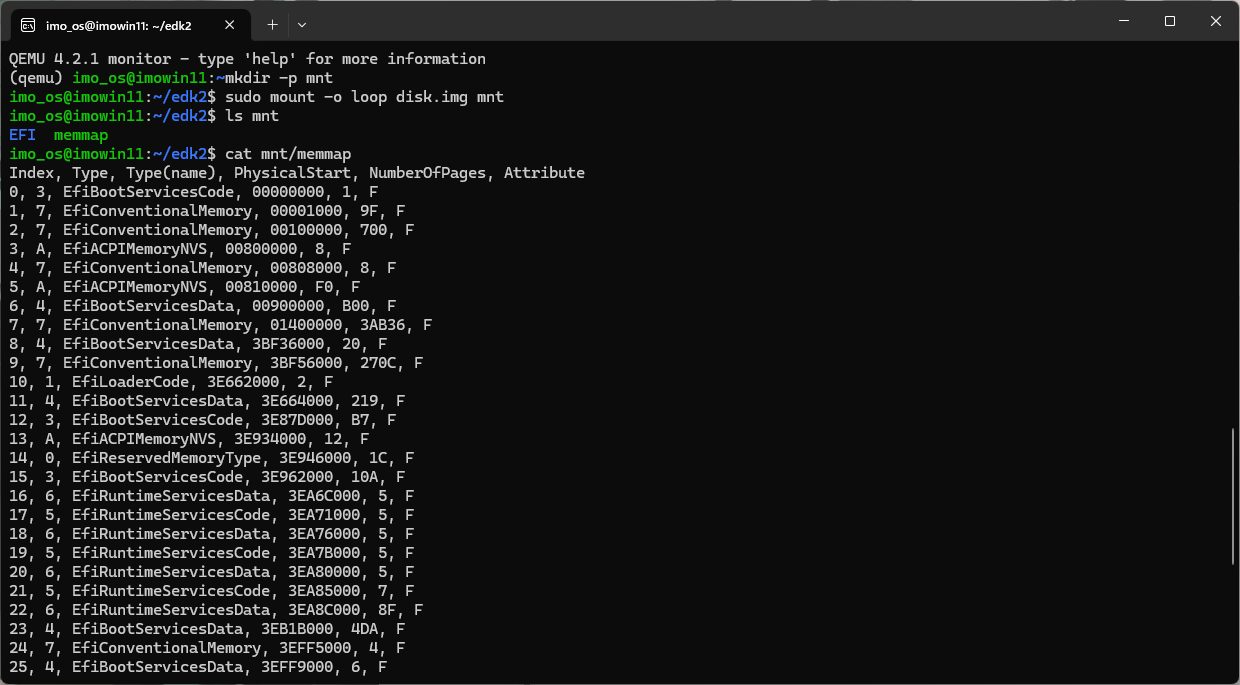 imo_os@imowin11: ~/edk2
QEMU 4.2.1 monitor - type 'help' for more information
(qemu) imo_os@imowin11:~mkdir -p mnt
imo_os@imowin11:~/edk2$ sudo mount -o loop disk.img mnt
imo_os@imowin11:~/edk2$ ls mnt
EFI  memmap
imo_os@imowin11:~/edk2$ cat mnt/memmap
Index, Type, Type(name), PhysicalStart, NumberOfPages, Attribute
0, 3, EfiBootServicesCode, 00000000, 1, F
1, 7, EfiConventionalMemory, 00001000, 9F, F
2, 7, EfiConventionalMemory, 00100000, 700, F
3, A, EfiACPIMemoryNVS, 00800000, 8, F
4, 7, EfiConventionalMemory, 00808000, 8, F
5, A, EfiACPIMemoryNVS, 00810000, F0, F
6, 4, EfiBootServicesData, 00900000, B00, F
7, 7, EfiConventionalMemory, 01400000, 3AB36, F
8, 4, EfiBootServicesData, 3BF36000, 20, F
9, 7, EfiConventionalMemory, 3BF56000, 270C, F
10, 1, EfiLoaderCode, 3E662000, 2, F
11, 4, EfiBootServicesData, 3E664000, 219, F
12, 3, EfiBootServicesCode, 3E87D000, B7, F
13, A, EfiACPIMemoryNVS, 3E934000, 12, F
14, 0, EfiReservedMemoryType, 3E946000, 1C, F
15, 3, EfiBootServicesCode, 3E962000, 10A, F
16, 6, EfiRuntimeServicesData, 3EA6C000, 5, F
17, 5, EfiRuntimeServicesCode, 3EA71000, 5, F
18, 6, EfiRuntimeServicesData, 3EA76000, 5, F
19, 5, EfiRuntimeServicesCode, 3EA7B000, 5, F
20, 6, EfiRuntimeServicesData, 3EA80000, 5, F
21, 5, EfiRuntimeServicesCode, 3EA85000, 7, F
22, 6, EfiRuntimeServicesData, 3EA8C000, 8F, F
23, 4, EfiBootServicesData, 3EB1B000, 4DA, F
24, 7, EfiConventionalMemory, 3EFF5000, 4, F
25, 4, EfiBootServicesData, 3EFF9000, 6, F